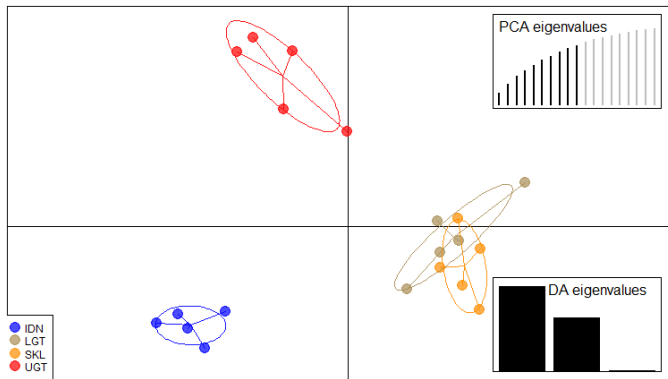 PCA eigenvalues
DA eigenvalues
IDN
LGT
SKL
UGT